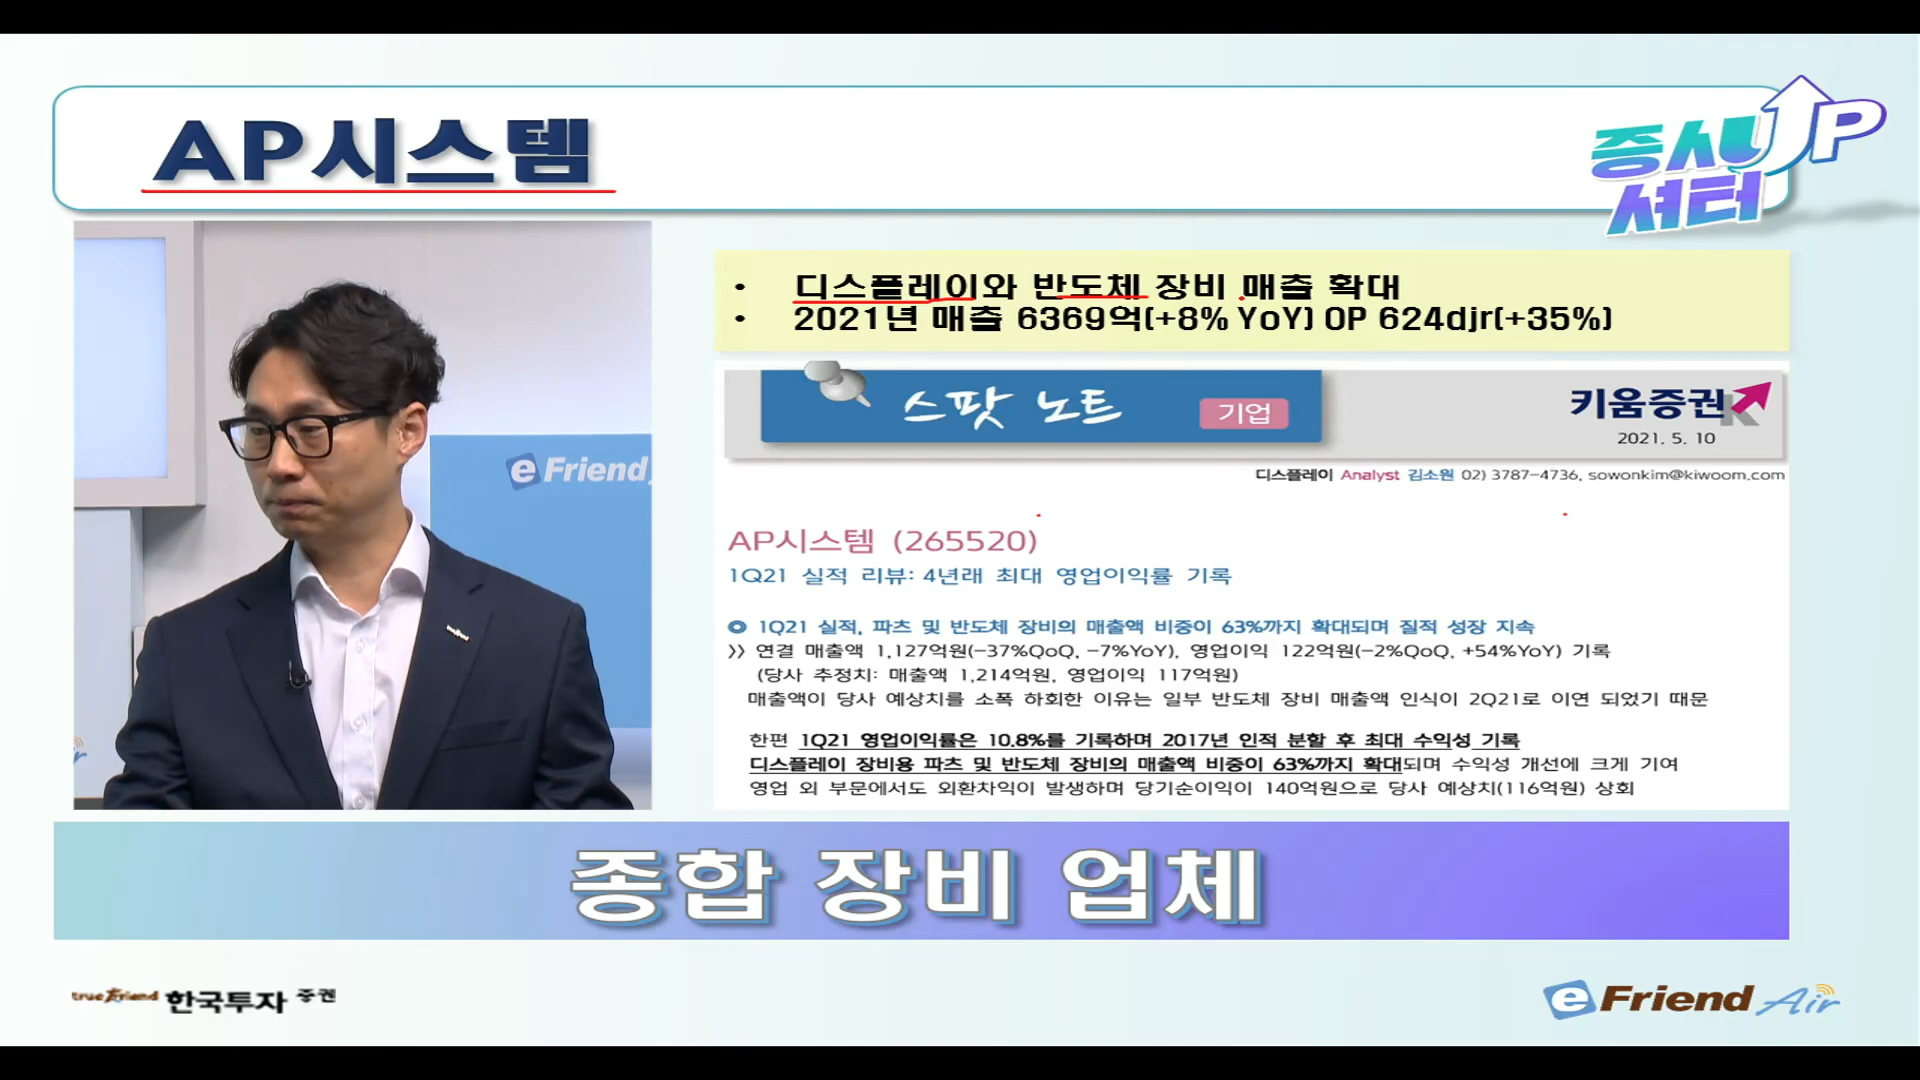 AP시스템
증시UP
셔터
eFriend
• 디스플레이와 반도체 장비 매출 확대
• 2021년 매출 6369억(+8% YoY) OP 624djr(+35%)
스팟 노트 기업
키움증권
2021. 5. 10
디스플레이 Analyst 김소원 02) 3787-4736, sowonkim@kiwoom.com
AP시스템 (265520)
1Q21 실적 리뷰: 4년래 최대 영업이익률 기록
◎ 1Q21 실적, 파츠 및 반도체 장비의 매출액 비중이 63%까지 확대되며 질적 성장 지속
>> 연결 매출액 1,127억원(-37%QoQ, -7%YoY), 영업이익 122억원(-2%QoQ, +54%YoY) 기록
(당사 추정치: 매출액 1,214억원, 영업이익 117억원)
매출액이 당사 예상치를 소폭 하회한 이유는 일부 반도체 장비 매출액 인식이 2Q21로 이연 되었기 때문
한편 1Q21 영업이익률은 10.8%를 기록하며 2017년 인적 분할 후 최대 수익성 기록
디스플레이 장비용 파츠 및 반도체 장비의 매출액 비중이 63%까지 확대되며 수익성 개선에 크게 기여
영업 외 부문에서도 외환차익이 발생하며 당기순이익이 140억원으로 당사 예상치(116억원) 상회
종합 장비 업체
true Friend 한국투자증권
eFriend Air